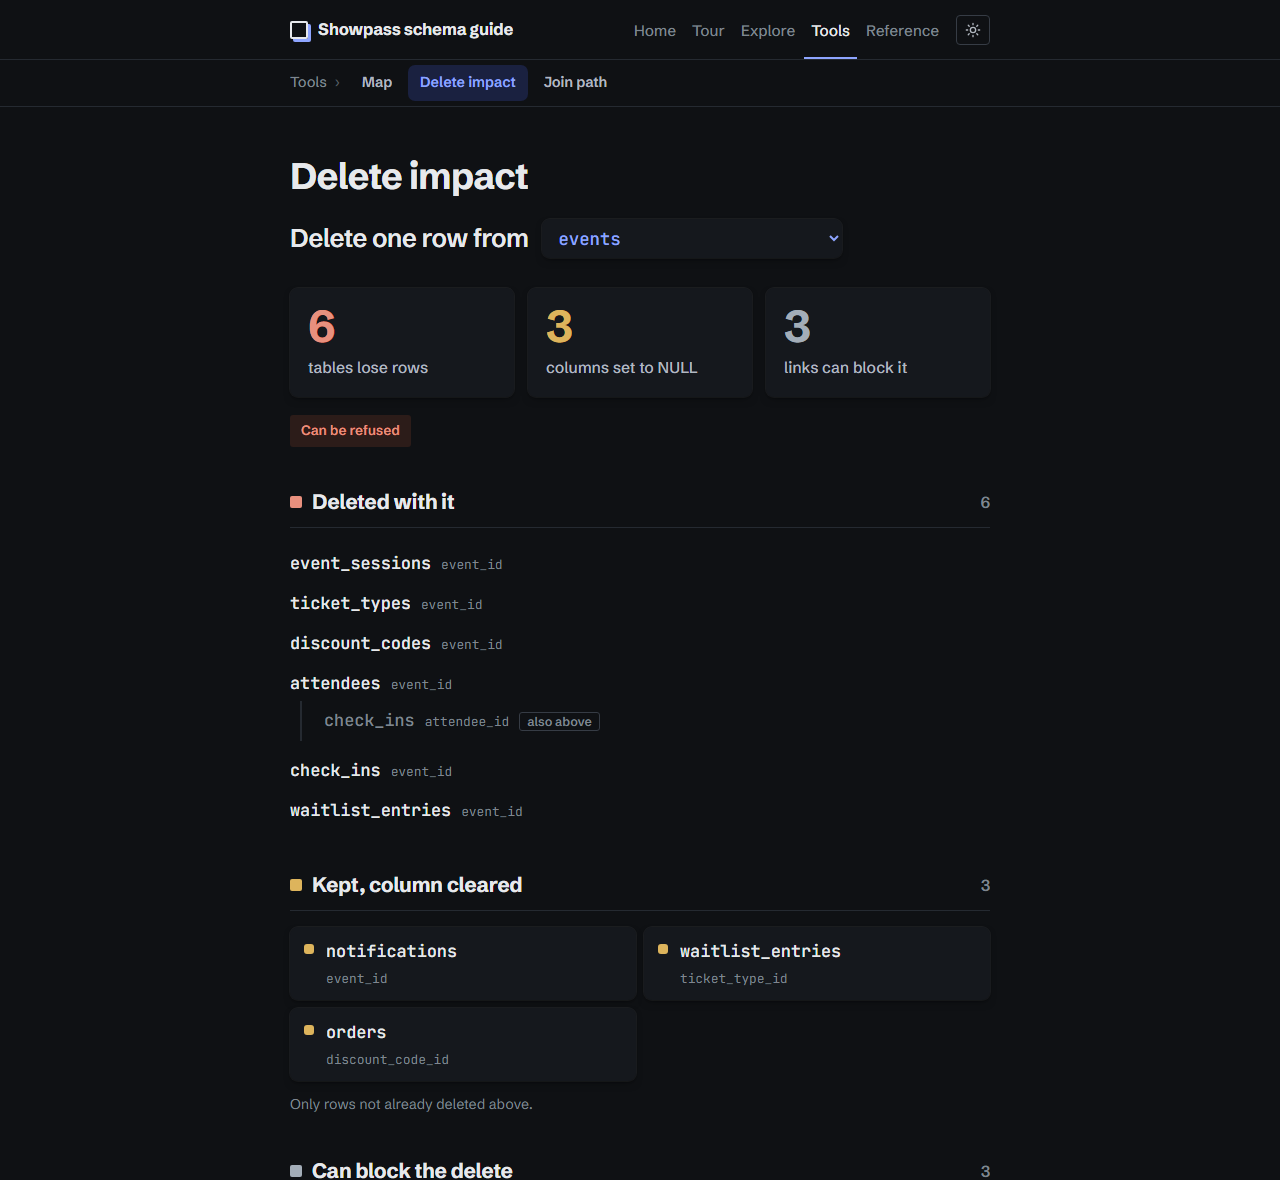 Showpass schema guide
Home Tour Explore Tools Reference
Tools › Map Delete impact Join path
Delete impact
Delete one row from events
6
tables lose rows
3
columns set to NULL
3
links can block it
Can be refused
Deleted with it 6
event_sessions event_id
ticket_types event_id
discount_codes event_id
attendees event_id
check_ins attendee_id also above
check_ins event_id
waitlist_entries event_id
Kept, column cleared 3
notifications
event_id
waitlist_entries
ticket_type_id
orders
discount_code_id
Only rows not already deleted above.
Can block the delete 3